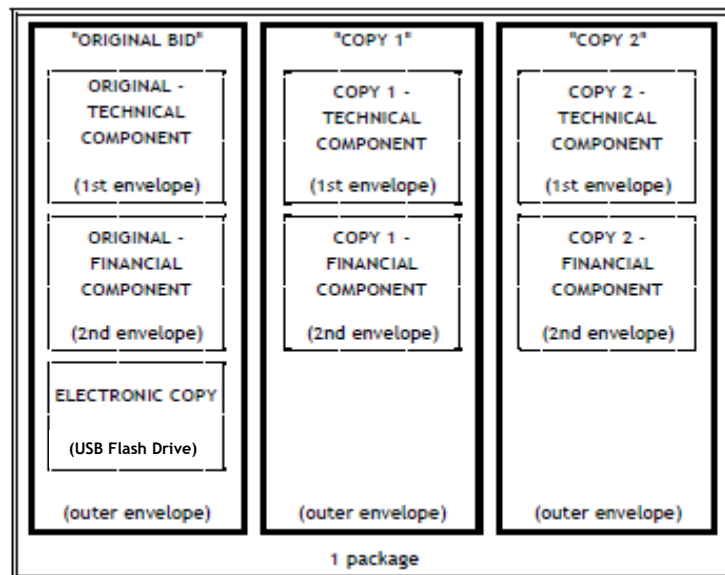 "ORIGINAL BID"
ORIGINAL -
TECHNICAL
COMPONENT
(1st envelope)
ORIGINAL -
FINANCIAL
COMPONENT
(2nd envelope)
ELECTRONIC COPY
(USB Flash Drive)
(outer envelope)
"COPY 1"
COPY 1 -
TECHNICAL
COMPONENT
(1st envelope)
COPY 1 -
FINANCIAL
COMPONENT
(2nd envelope)
(outer envelope)
"COPY 2"
COPY 2 -
TECHNICAL
COMPONENT
(1st envelope)
COPY 2 -
FINANCIAL
COMPONENT
(2nd envelope)
(outer envelope)
1 package